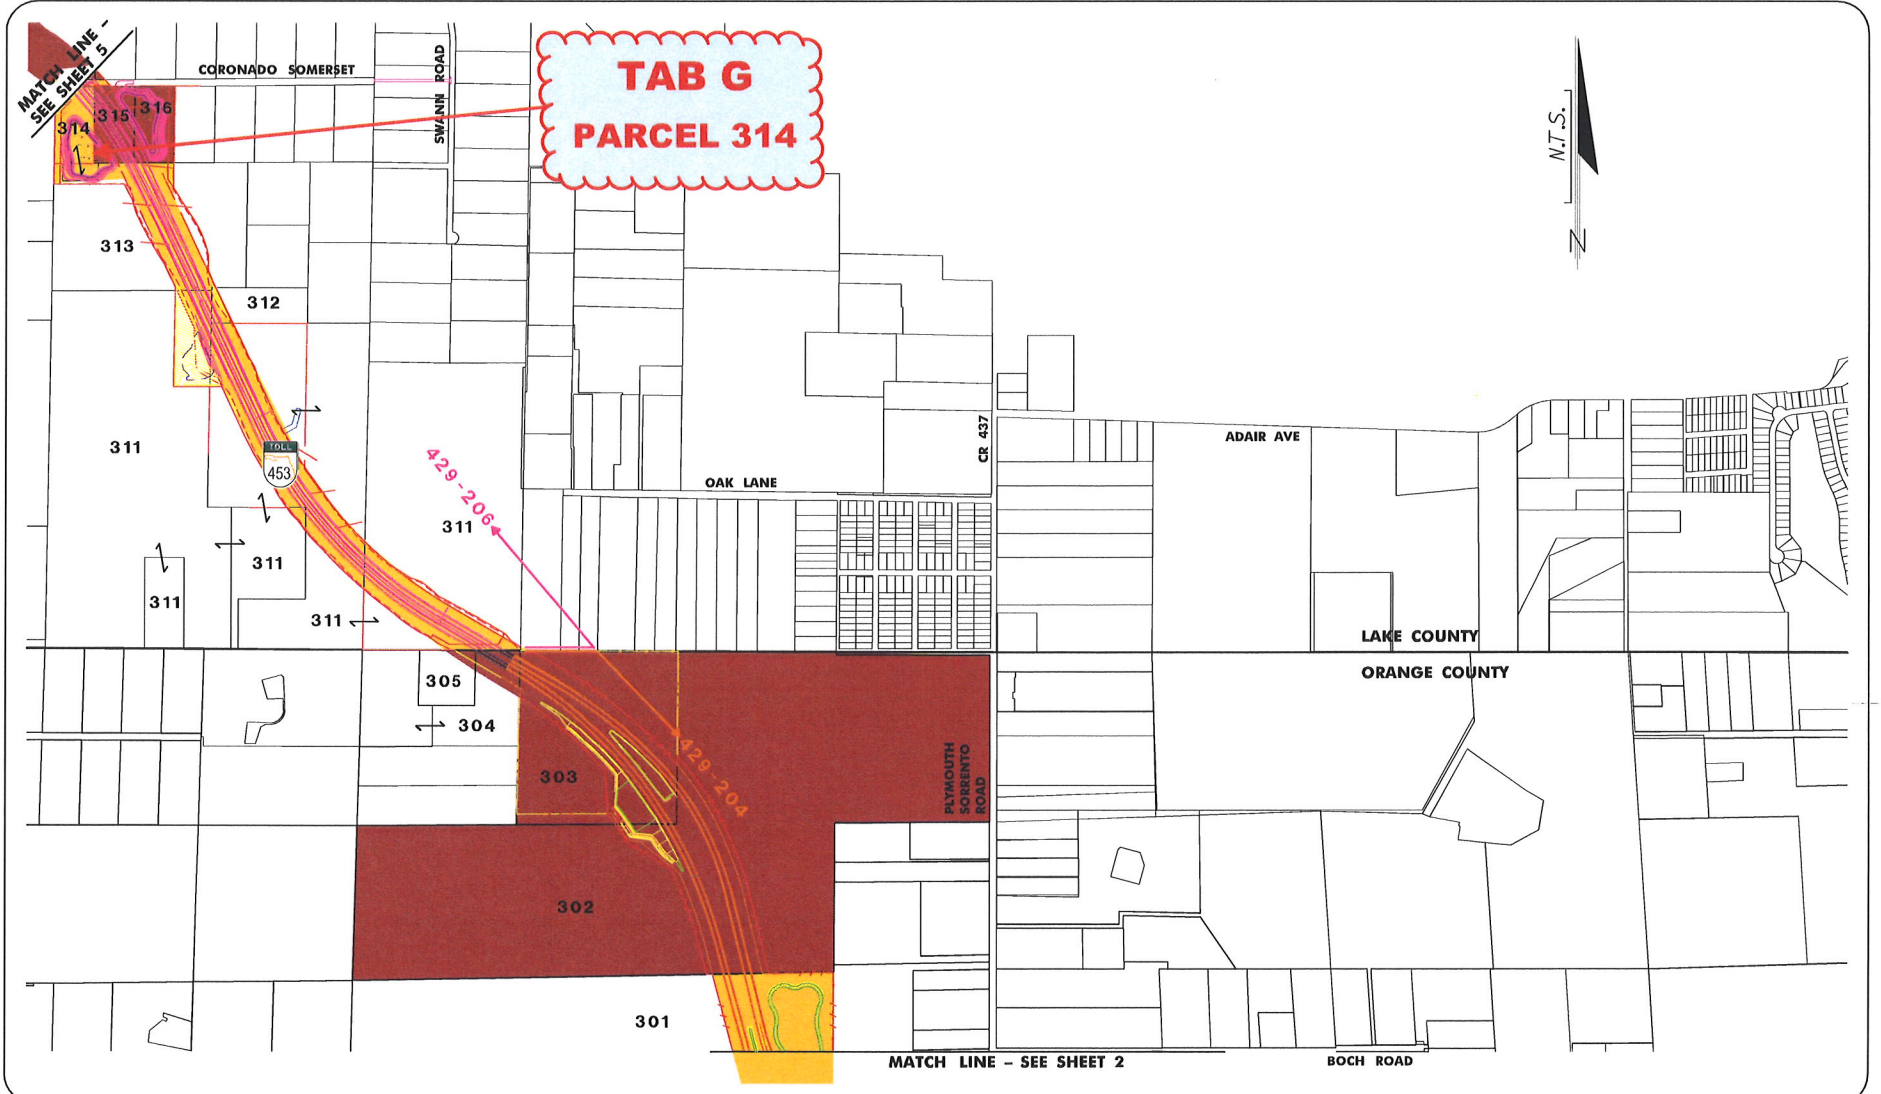 MATCH LINE -
SEE SHEET 5
CORONADO SOMERSET
SWANN ROAD
TAB G
PARCEL 314
N.T.S.
N
314
315
316
313
312
311
TOLL
453
429-206
311
311
311
311
OAK LANE
CR 437
ADAIR AVE
LAKE COUNTY
ORANGE COUNTY
305
304
303
429-204
PLYMOUTH
SORRENTO
ROAD
302
301
MATCH LINE - SEE SHEET 2
BOCH ROAD